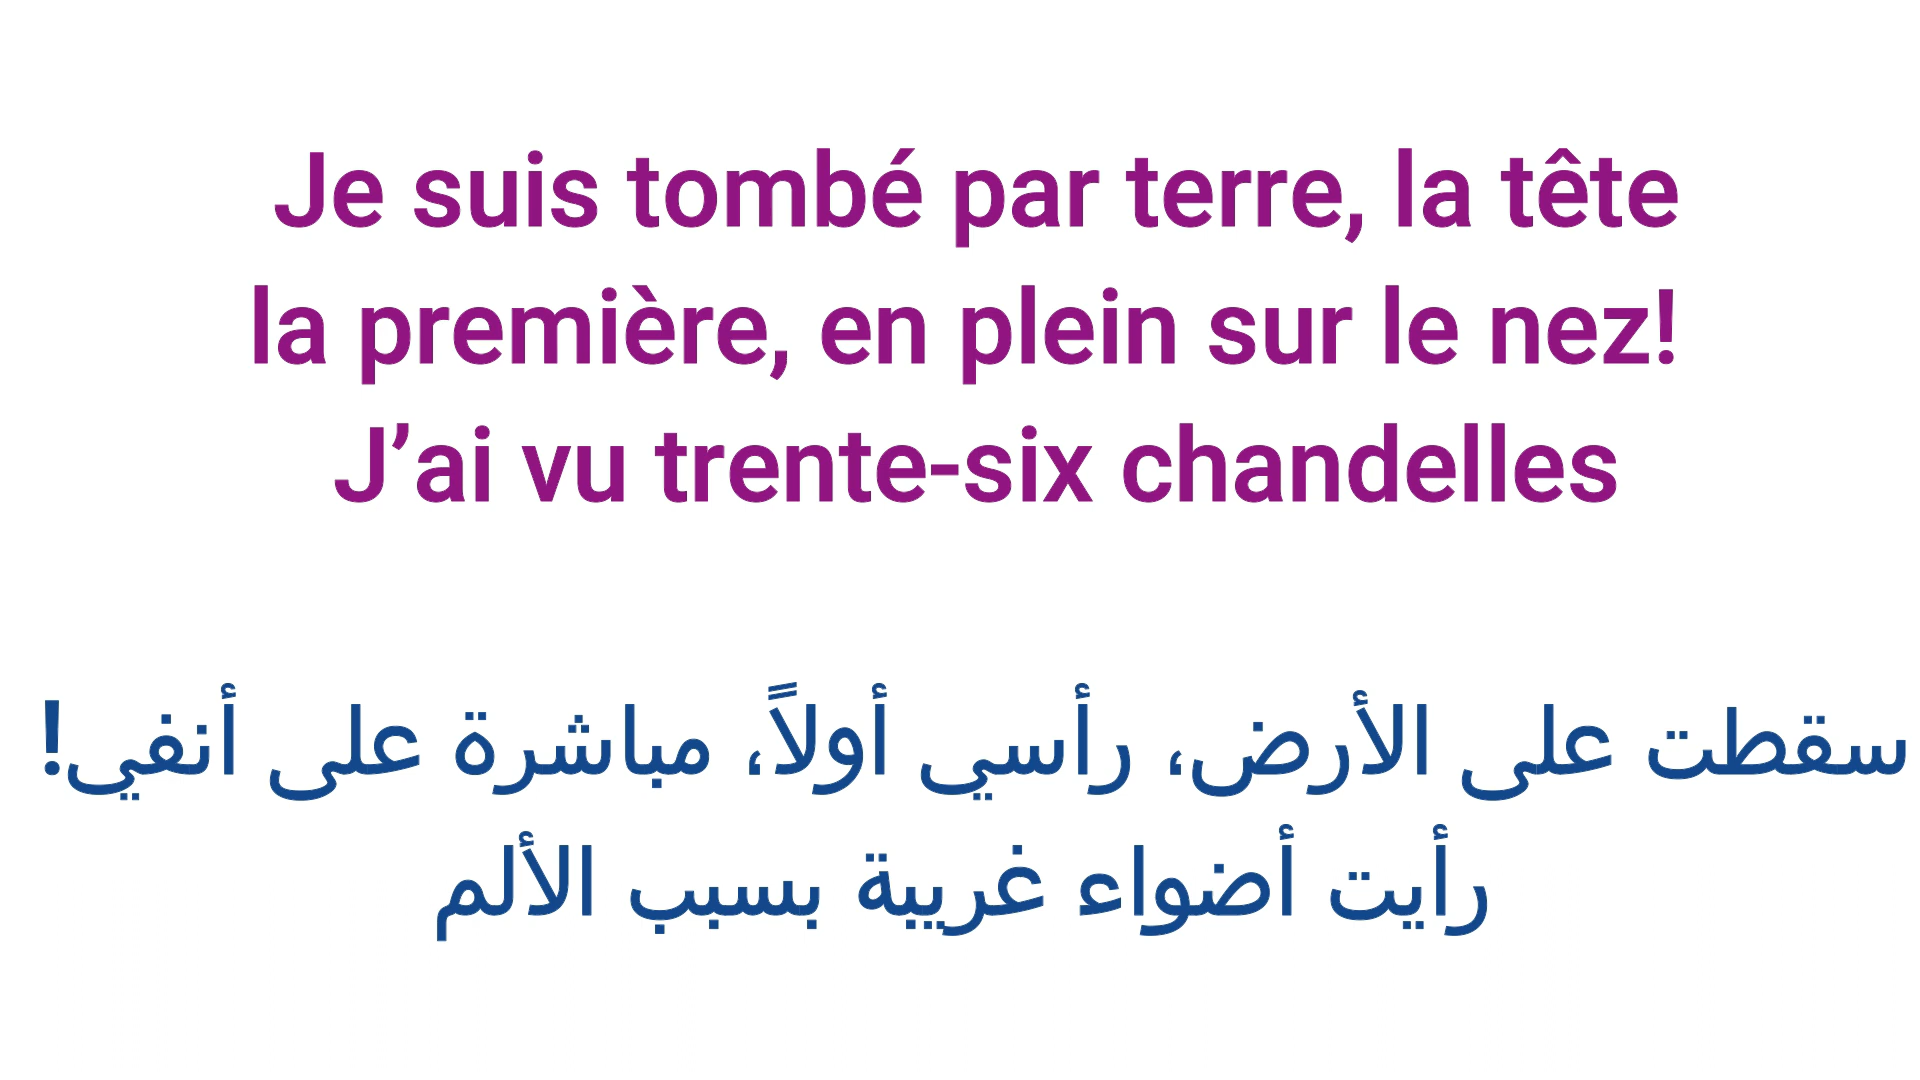 Je suis tombé par terre, la tête
la première, en plein sur le nez!
J’ai vu trente-six chandelles
سقطت على الأرض، رأسي أولاً، مباشرة على أنفي!
رأيت أضواء غريبة بسبب الألم